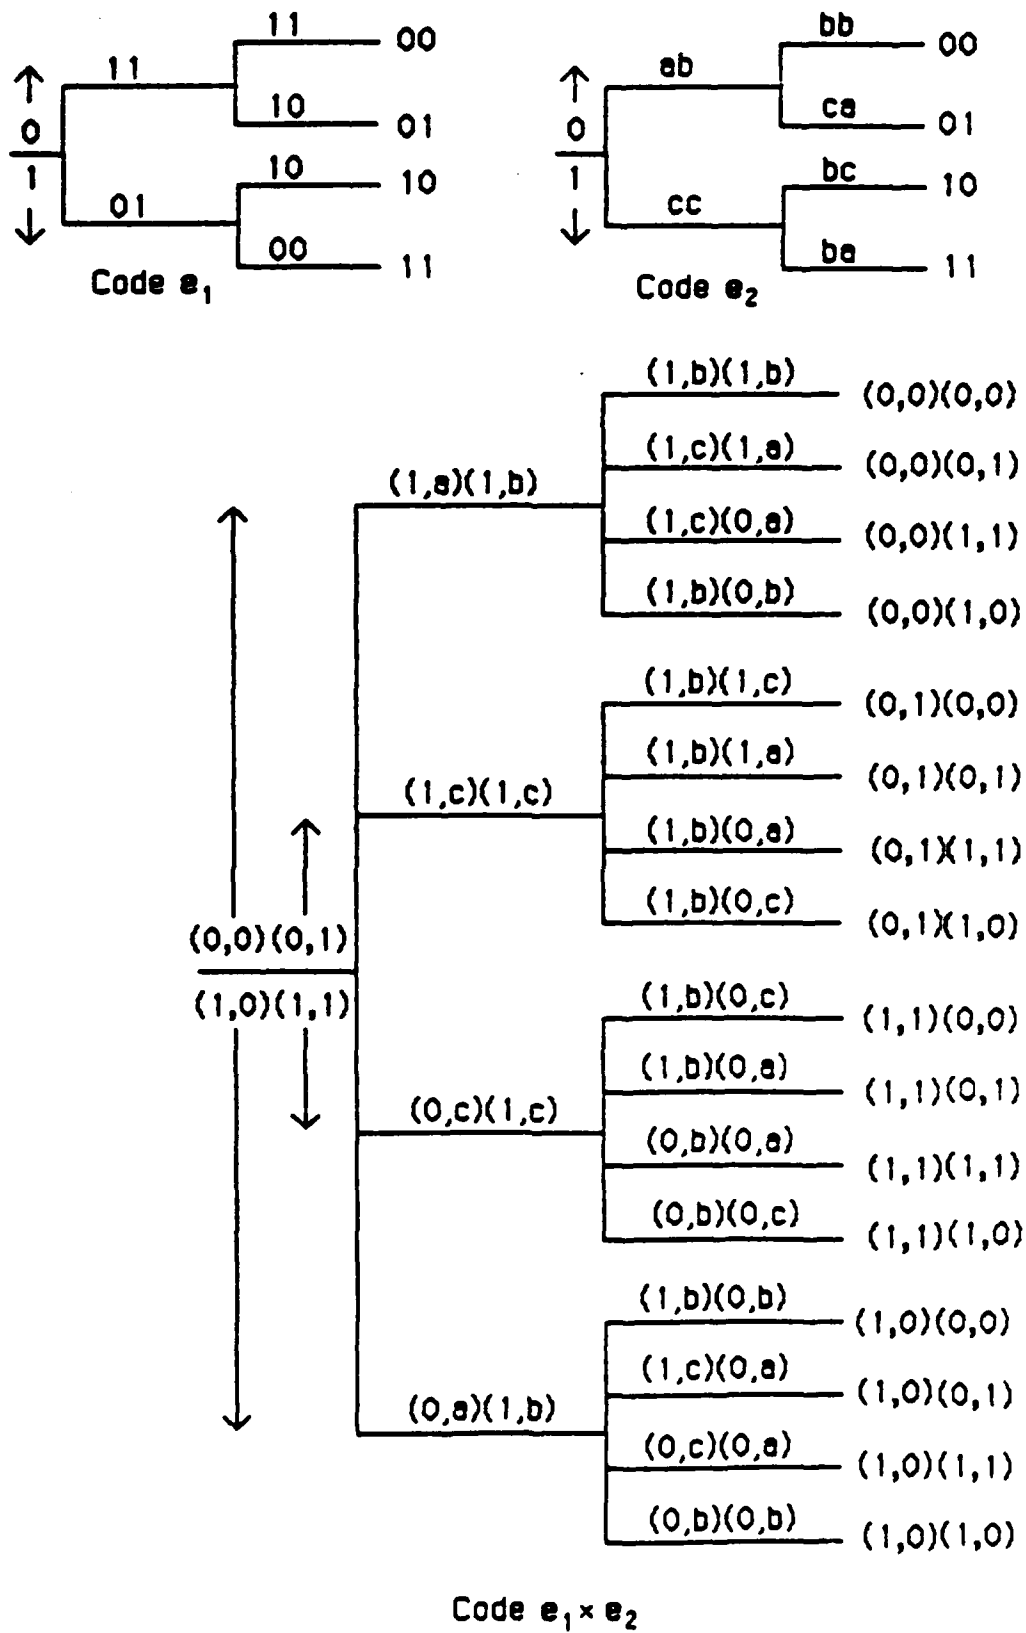 11
00
11
10
01
0
1
10
10
01
00
11
Code e1
bb
00
ab
ca
01
0
1
bc
10
cc
ba
11
Code e2
(1,b)(1,b) (0,0)(0,0)
(1,c)(1,a) (0,0)(0,1)
(1,a)(1,b)
(1,c)(0,a) (0,0)(1,1)
(1,b)(0,b) (0,0)(1,0)
(1,b)(1,c) (0,1)(0,0)
(1,b)(1,a) (0,1)(0,1)
(1,c)(1,c)
(1,b)(0,a) (0,1)(1,1)
(1,b)(0,c) (0,1)(1,0)
(0,0)(0,1)
(1,0)(1,1)
(1,b)(0,c) (1,1)(0,0)
(1,b)(0,a) (1,1)(0,1)
(0,c)(1,c)
(0,b)(0,a) (1,1)(1,1)
(0,b)(0,c) (1,1)(1,0)
(1,b)(0,b) (1,0)(0,0)
(1,c)(0,a) (1,0)(0,1)
(0,a)(1,b)
(0,c)(0,a) (1,0)(1,1)
(0,b)(0,b) (1,0)(1,0)
Code e1 × e2